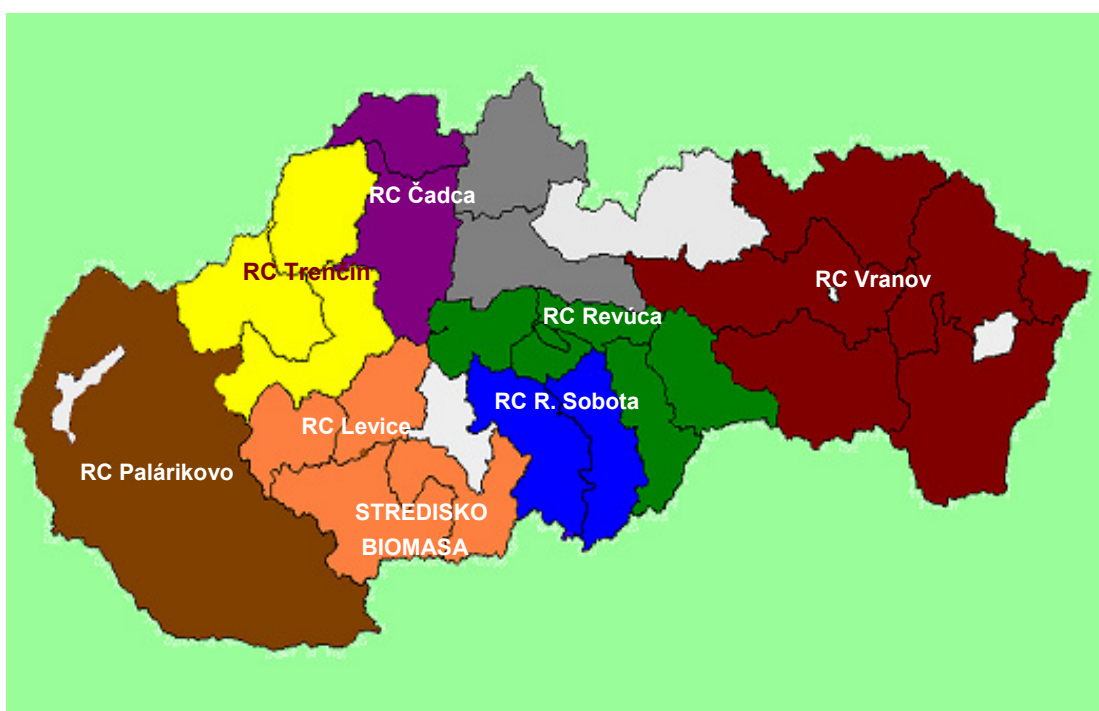 RC Čadca
RC Trenčín
RC Vranov
RC Revúca
RC R. Sobota
RC Levice
RC Palárikovo
STREDISKO
BIOMASA